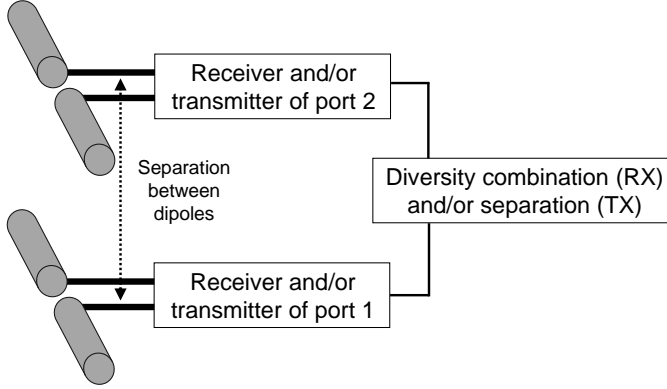 Receiver and/or
transmitter of port 2
Separation
between
dipoles
Diversity combination (RX)
and/or separation (TX)
Receiver and/or
transmitter of port 1